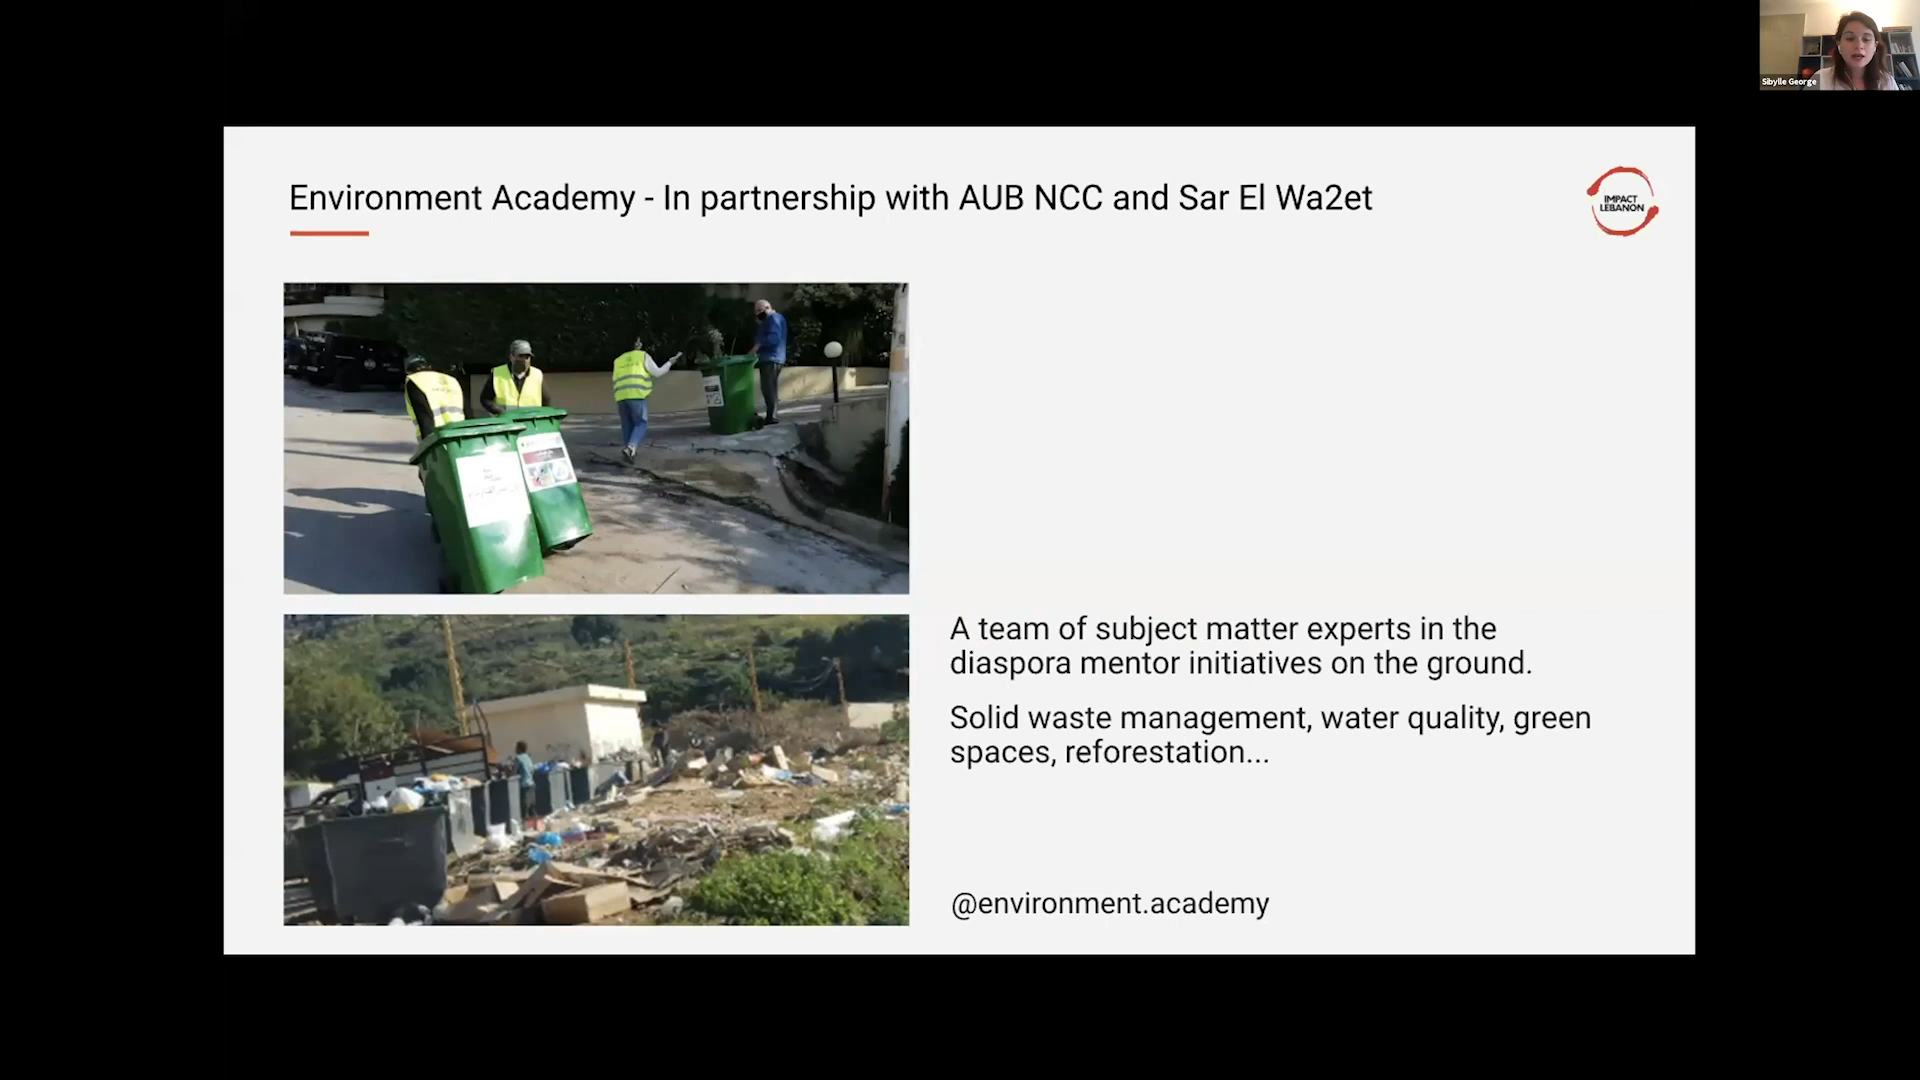 Sibylle George
Environment Academy - In partnership with AUB NCC and Sar El Wa2et
IMPACT
LEBANON
A team of subject matter experts in the
diaspora mentor initiatives on the ground.
Solid waste management, water quality, green
spaces, reforestation...
@environment.academy